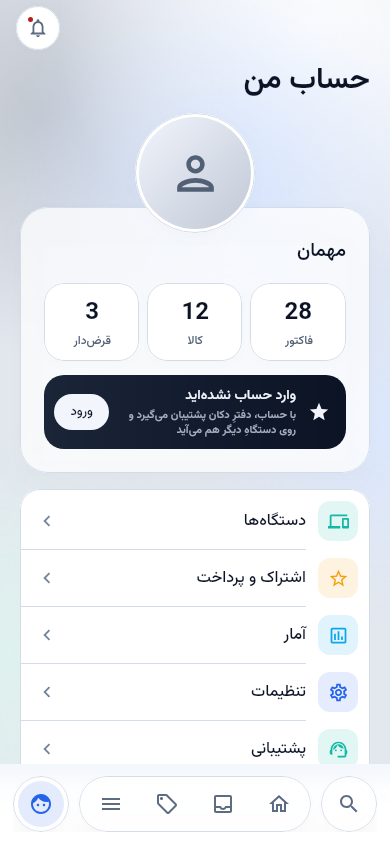 حساب من
مهمان
28
فاکتور
12
کالا
3
قرض‌دار
وارد حساب نشده‌اید
با حساب، دفترِ دکان پشتیبان می‌گیرد و
روی دستگاهِ دیگر هم می‌آید
ورود
دستگاه‌ها
اشتراک و پرداخت
آمار
تنظیمات
پشتیبانی